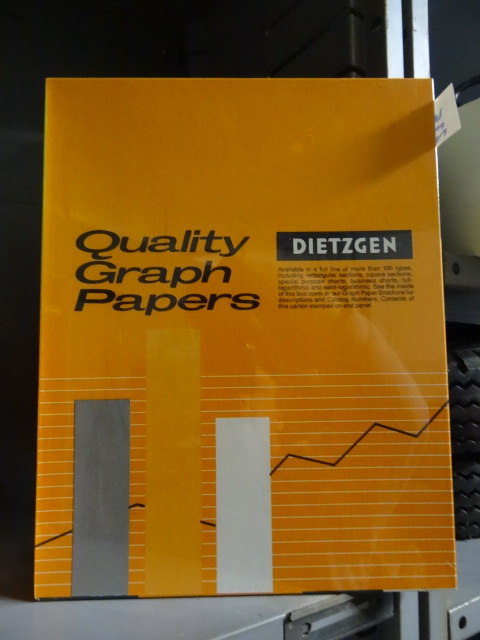 Quality
Graph
Papers
DIETZGEN
Available in a full line of more than 100 types,
including rectangular sections, square sections,
special purpose charts, business charts, full-
logarithmic and semi-logarithmic. See the inside
of this box cover in our Graph Paper Brochure for
descriptions and Catalog Numbers. Contents of
this carton stamped on end panel.